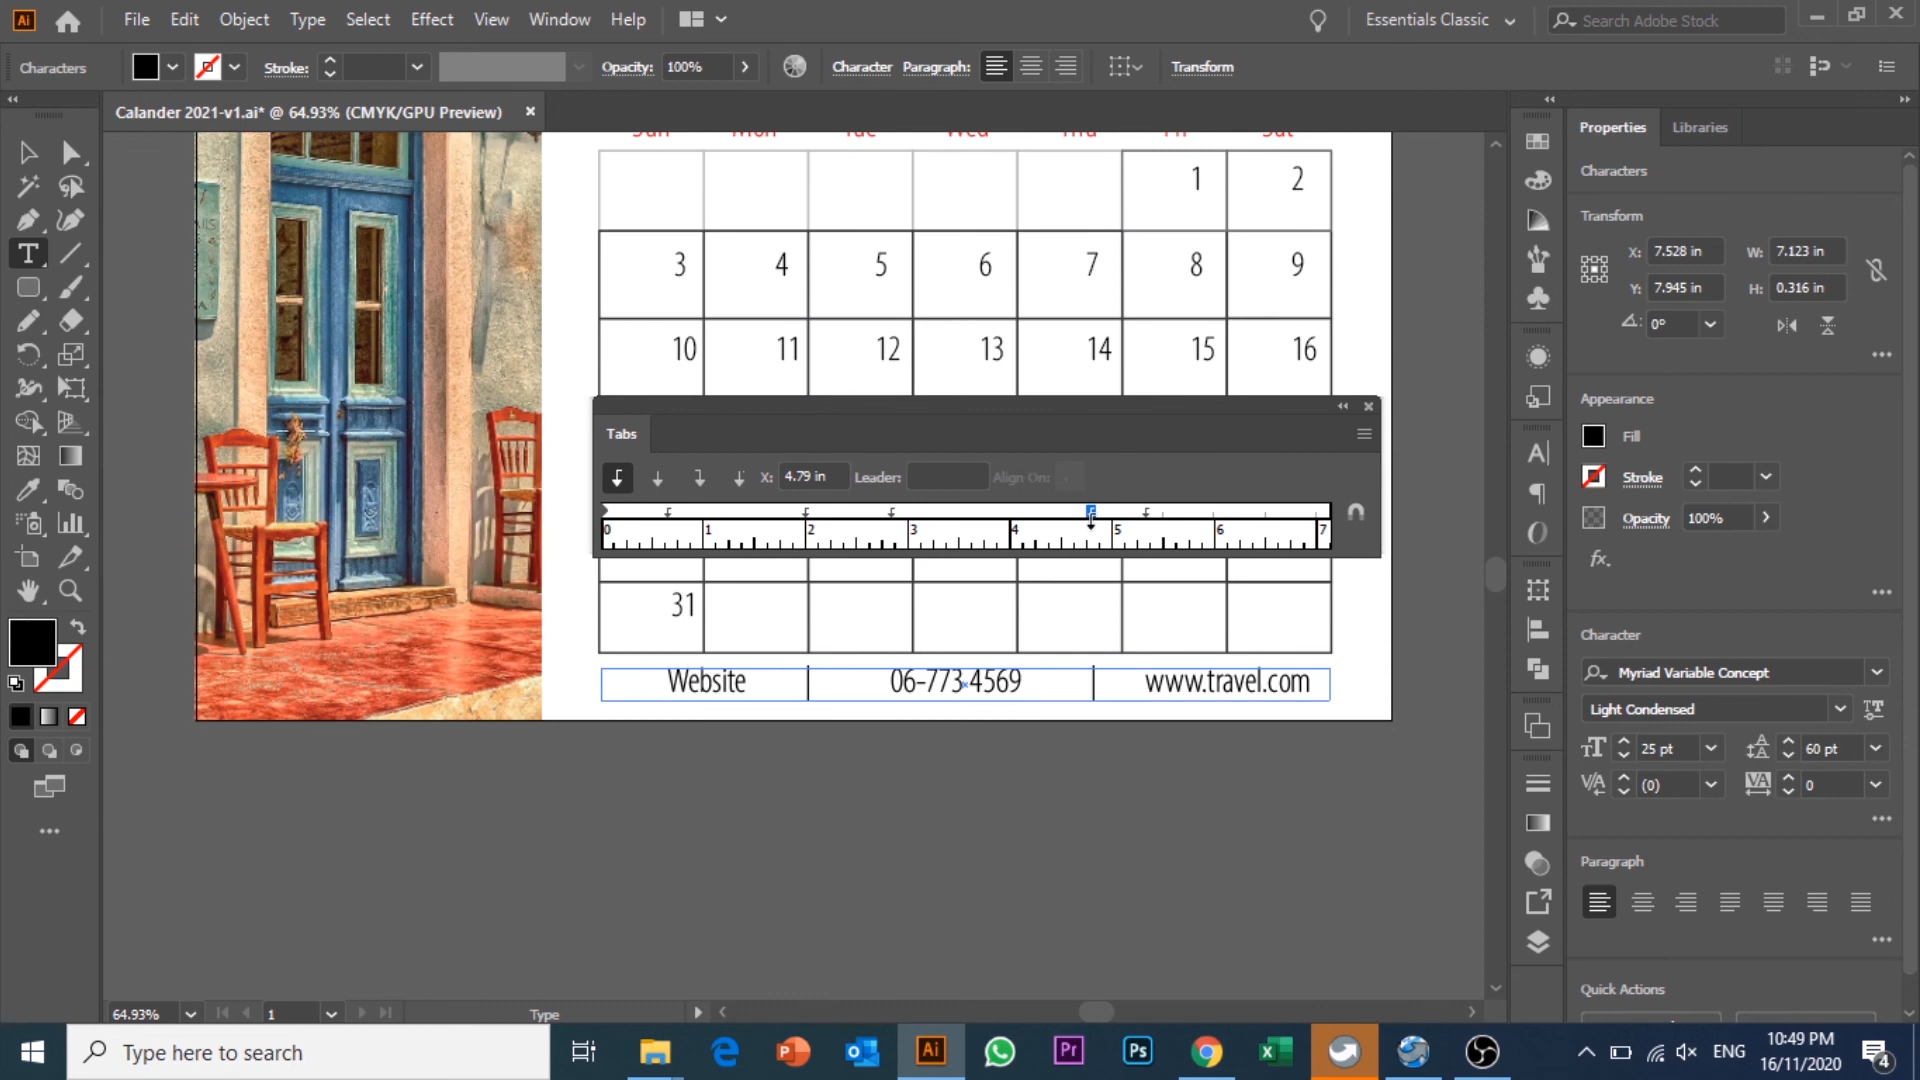 Ai File Edit Object Type Select Effect View Window Help Essentials Classic Search Adobe Stock
Characters Stroke: Opacity: 100% Character Paragraph: Transform
Calander 2021-v1.ai* @ 64.93% (CMYK/GPU Preview)
Sun Mon Tue Wed Thu Fri Sat
1 2
3 4 5 6 7 8 9
10 11 12 13 14 15 16
Tabs
X: 4.79 in Leader: Align On: .
0 1 2 3 4 5 6 7
31
Website 06-773-4569 www.travel.com
Properties Libraries
Characters
Transform
X: 7.528 in W: 7.123 in
Y: 7.945 in H: 0.316 in
0°
Appearance
Fill
Stroke
Opacity 100%
fx.
Character
Myriad Variable Concept
Light Condensed
25 pt 60 pt
(0) 0
Paragraph
Quick Actions
64.93% 1 Type
Type here to search
Ai Pr Ps
ENG
10:49 PM
16/11/2020
4